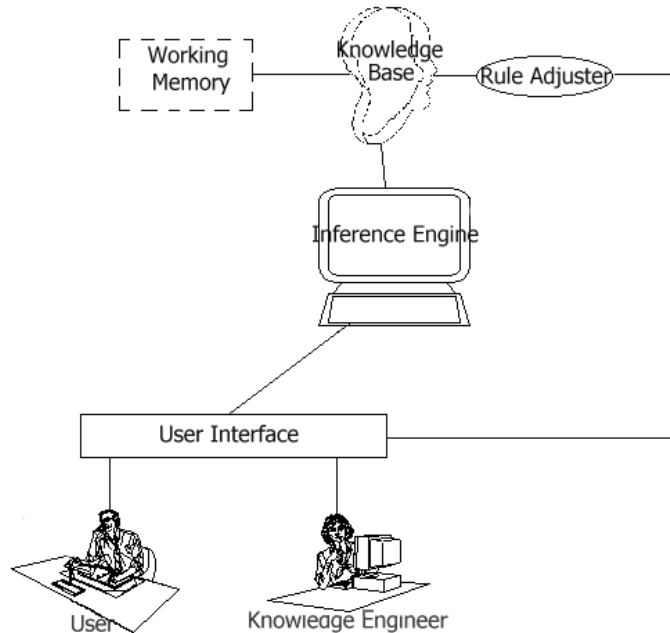 Working
Memory
Knowledge
Base
Rule Adjuster
Inference Engine
User Interface
User
Knowledge Engineer